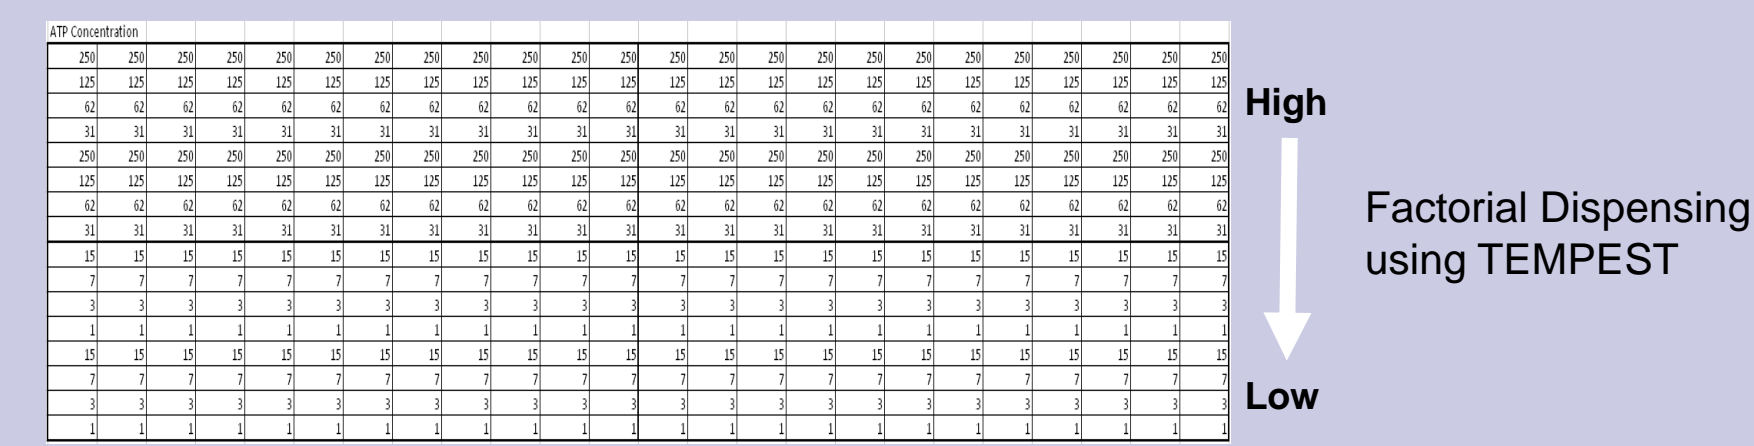 ATP Concentration
250 250 250 250 250 250 250 250 250 250 250 250 250 250 250 250 250 250 250 250 250 250 250 250
125 125 125 125 125 125 125 125 125 125 125 125 125 125 125 125 125 125 125 125 125 125 125 125
62 62 62 62 62 62 62 62 62 62 62 62 62 62 62 62 62 62 62 62 62 62 62 62
31 31 31 31 31 31 31 31 31 31 31 31 31 31 31 31 31 31 31 31 31 31 31 31
250 250 250 250 250 250 250 250 250 250 250 250 250 250 250 250 250 250 250 250 250 250 250 250
125 125 125 125 125 125 125 125 125 125 125 125 125 125 125 125 125 125 125 125 125 125 125 125
62 62 62 62 62 62 62 62 62 62 62 62 62 62 62 62 62 62 62 62 62 62 62 62
31 31 31 31 31 31 31 31 31 31 31 31 31 31 31 31 31 31 31 31 31 31 31 31
15 15 15 15 15 15 15 15 15 15 15 15 15 15 15 15 15 15 15 15 15 15 15 15
7 7 7 7 7 7 7 7 7 7 7 7 7 7 7 7 7 7 7 7 7 7 7 7
3 3 3 3 3 3 3 3 3 3 3 3 3 3 3 3 3 3 3 3 3 3 3 3
1 1 1 1 1 1 1 1 1 1 1 1 1 1 1 1 1 1 1 1 1 1 1 1
15 15 15 15 15 15 15 15 15 15 15 15 15 15 15 15 15 15 15 15 15 15 15 15
7 7 7 7 7 7 7 7 7 7 7 7 7 7 7 7 7 7 7 7 7 7 7 7
3 3 3 3 3 3 3 3 3 3 3 3 3 3 3 3 3 3 3 3 3 3 3 3
1 1 1 1 1 1 1 1 1 1 1 1 1 1 1 1 1 1 1 1 1 1 1 1
High
Low
Factorial Dispensing
using TEMPEST